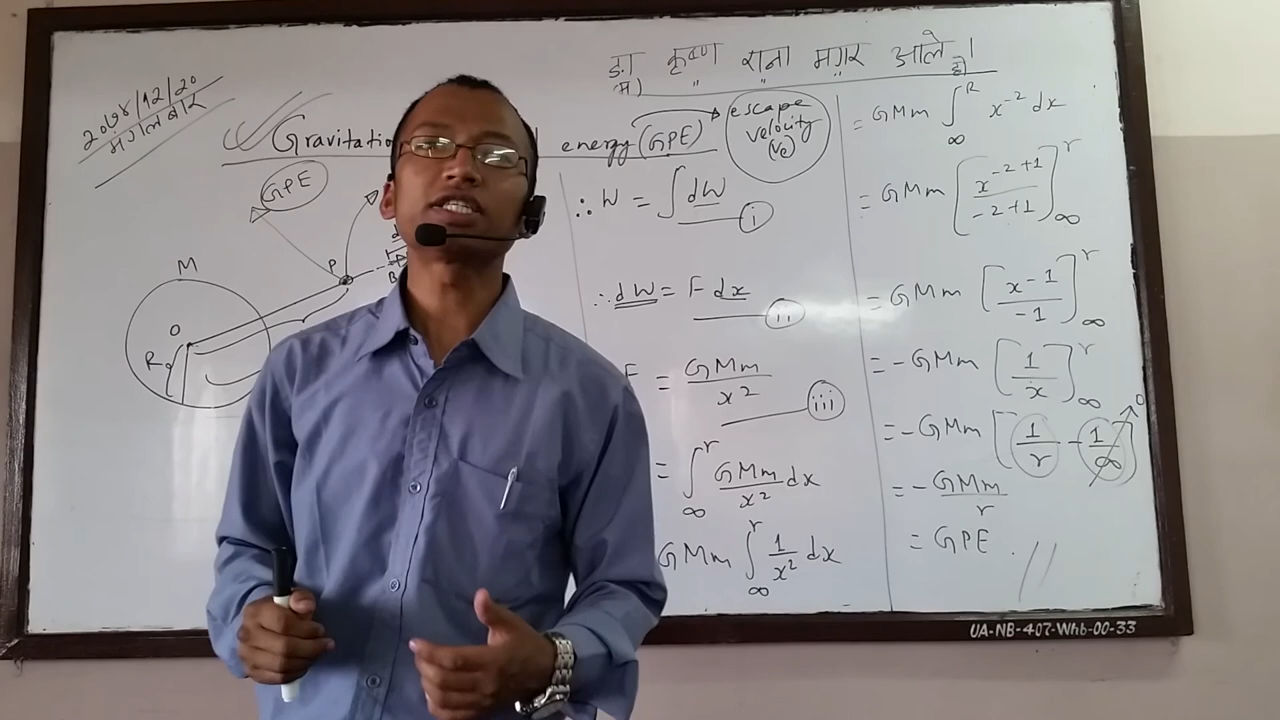 डा कृष्ण राना मगर आले ।
२०७४/१२/२०
मंगलबार
Gravitation energy (GPE)
escape
velocity
(ve)
GPE
M
P
O
R
∴ W = ∫ dW (i)
∴ dW = F dx (ii)
F = GMm / x² (iii)
= ∫_∞^r GMm/x² dx
GMm ∫_∞^r 1/x² dx
= GMm ∫_∞^R x⁻² dx
= GMm [x^(-2+1) / -2+1]_∞^r
= GMm [x-1 / -1]_∞^r
= -GMm [1/x]_∞^r
= -GMm [1/r - 1/∞] 0
= - GMm / r
= GPE . //
UA-NB-407-Whb-00-33